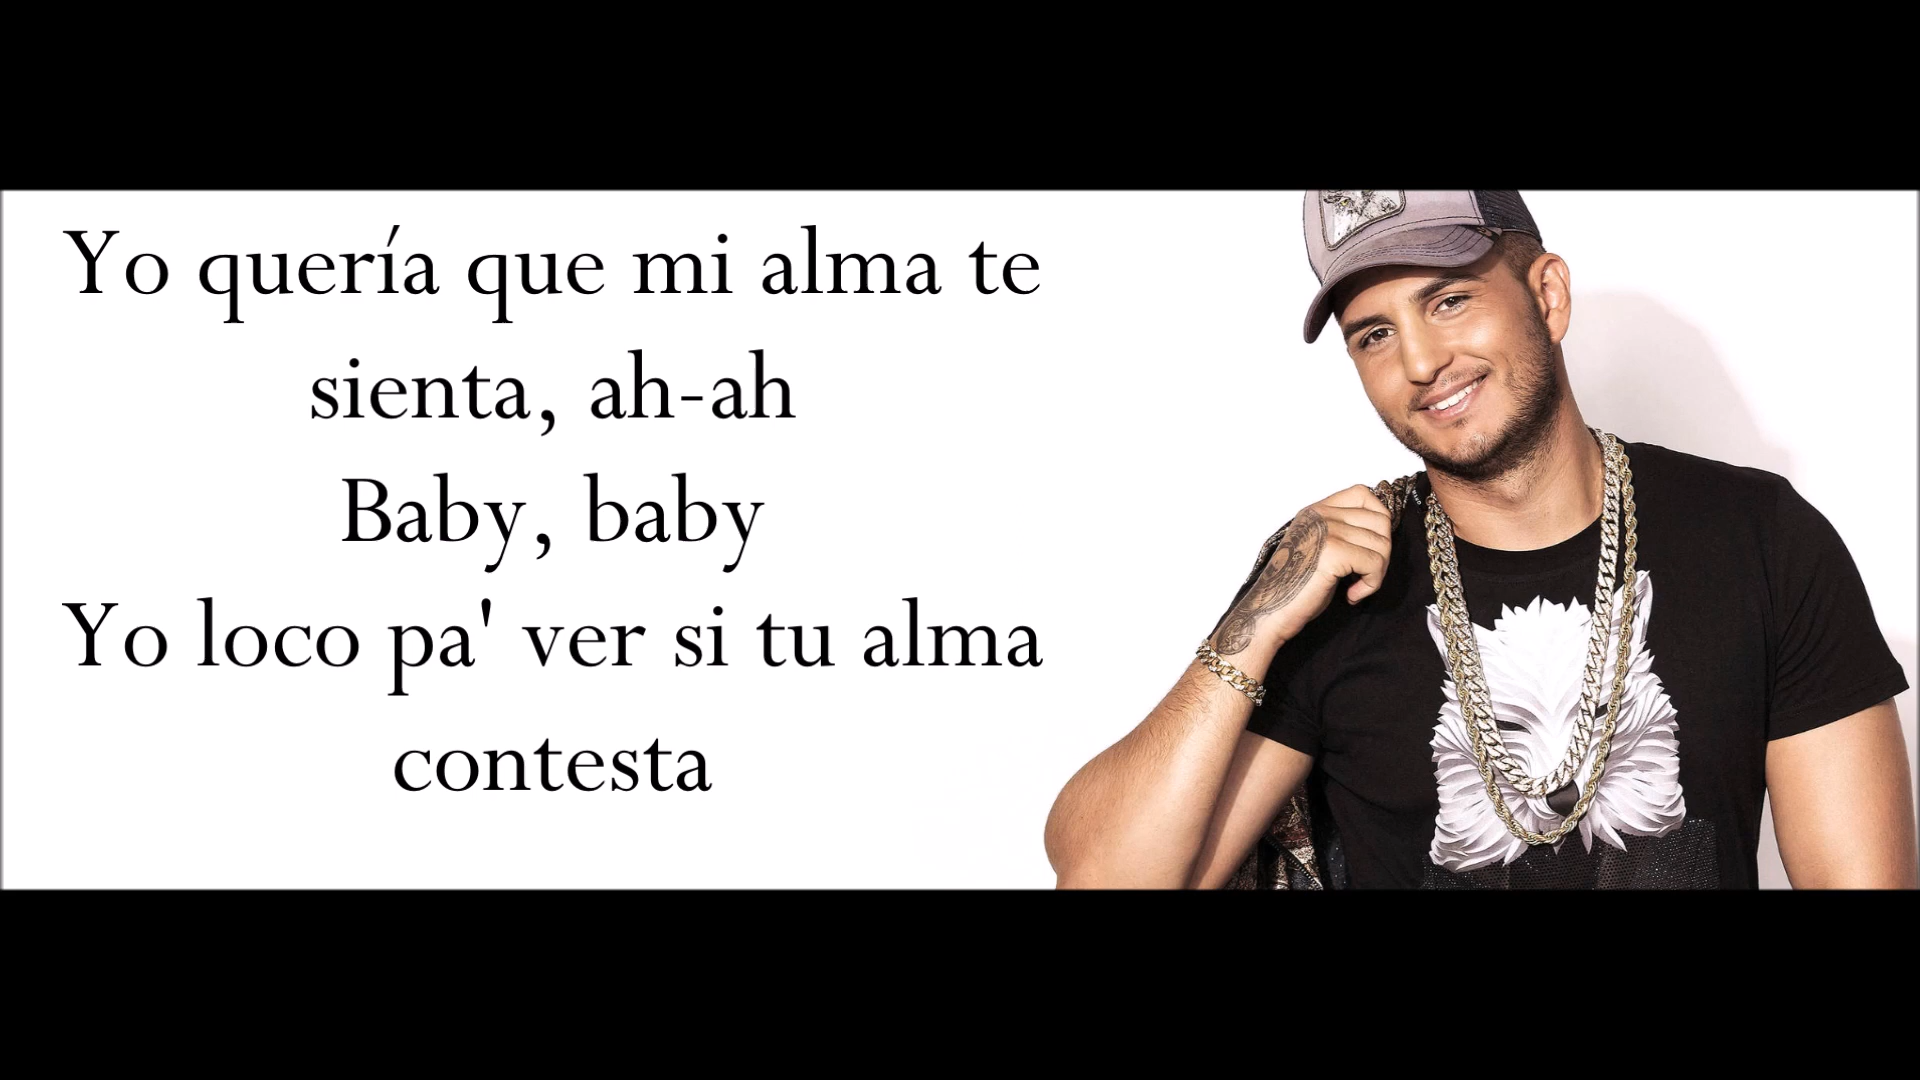 Yo quería que mi alma te
sienta, ah-ah
Baby, baby
Yo loco pa' ver si tu alma
contesta